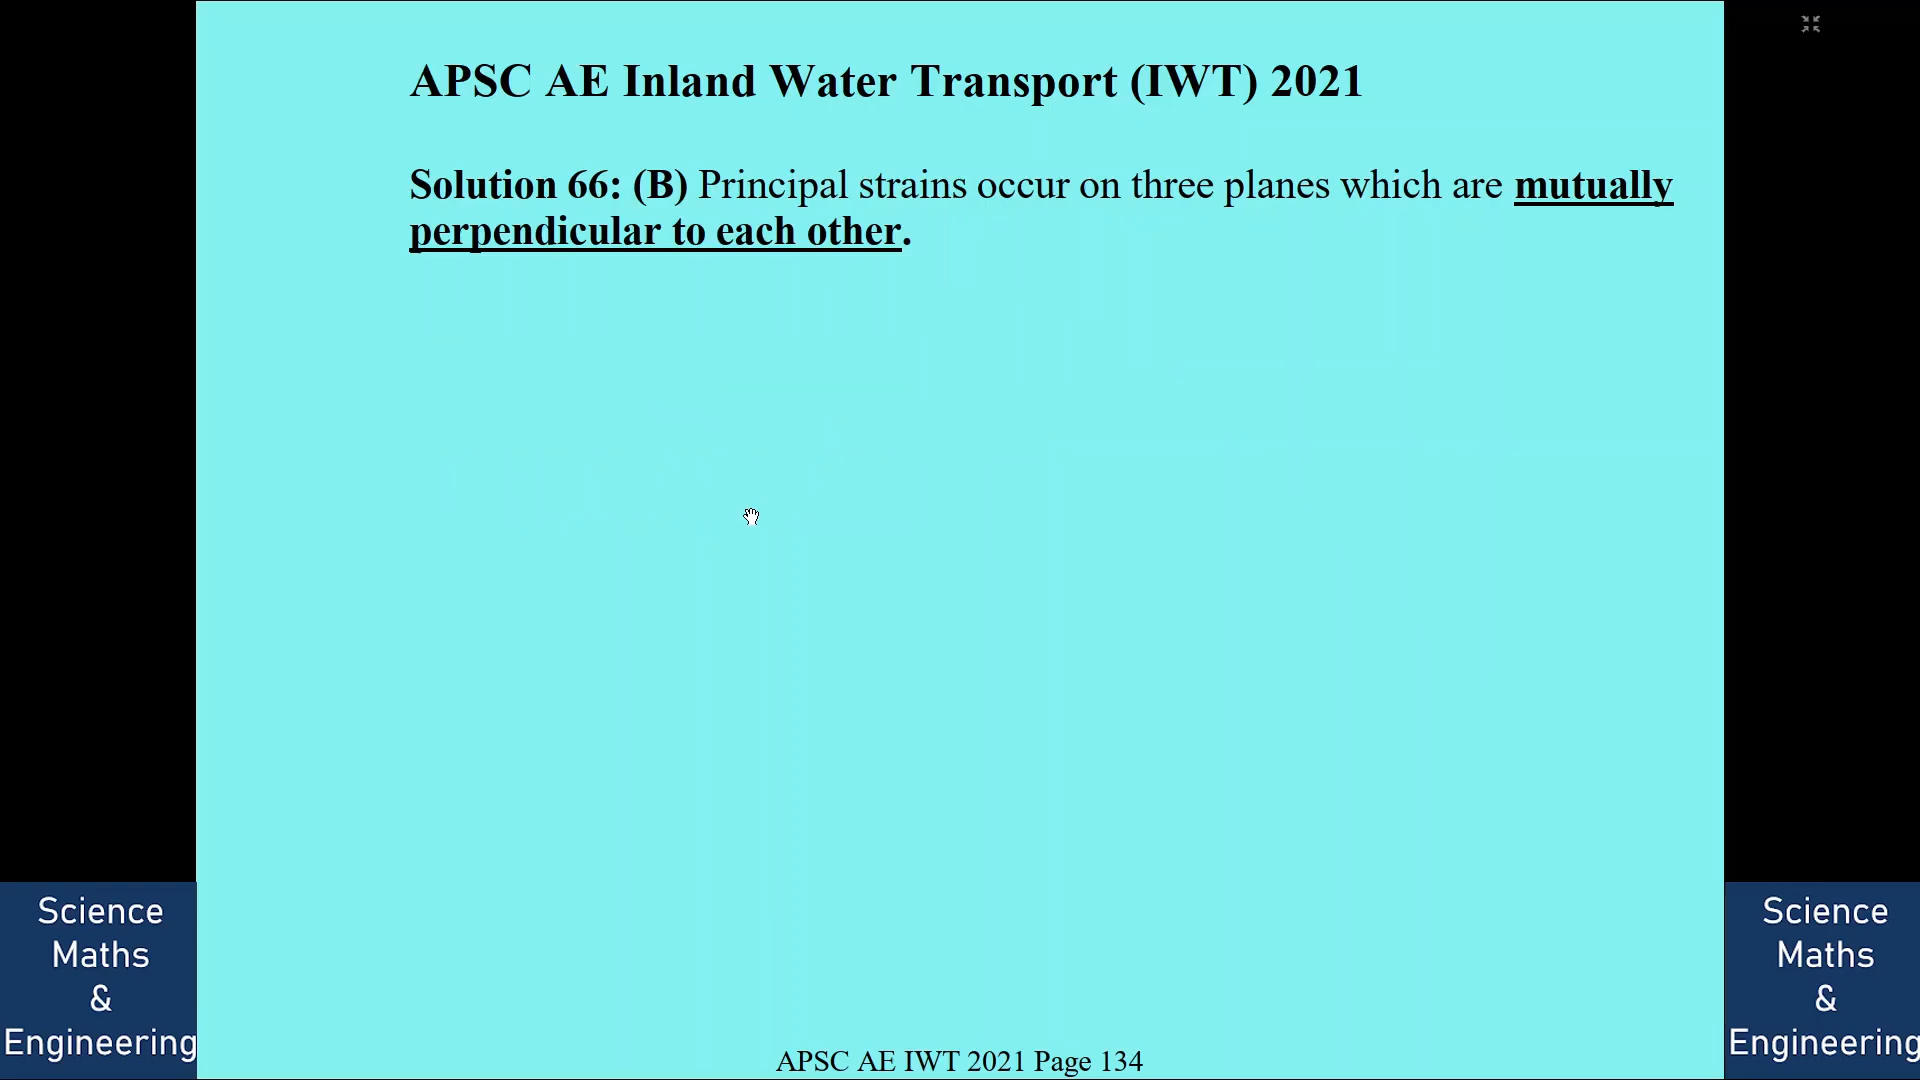 APSC AE Inland Water Transport (IWT) 2021
Solution 66: (B) Principal strains occur on three planes which are mutually
perpendicular to each other.
Science
Maths
&
Engineering
Science
Maths
&
Engineering
APSC AE IWT 2021 Page 134